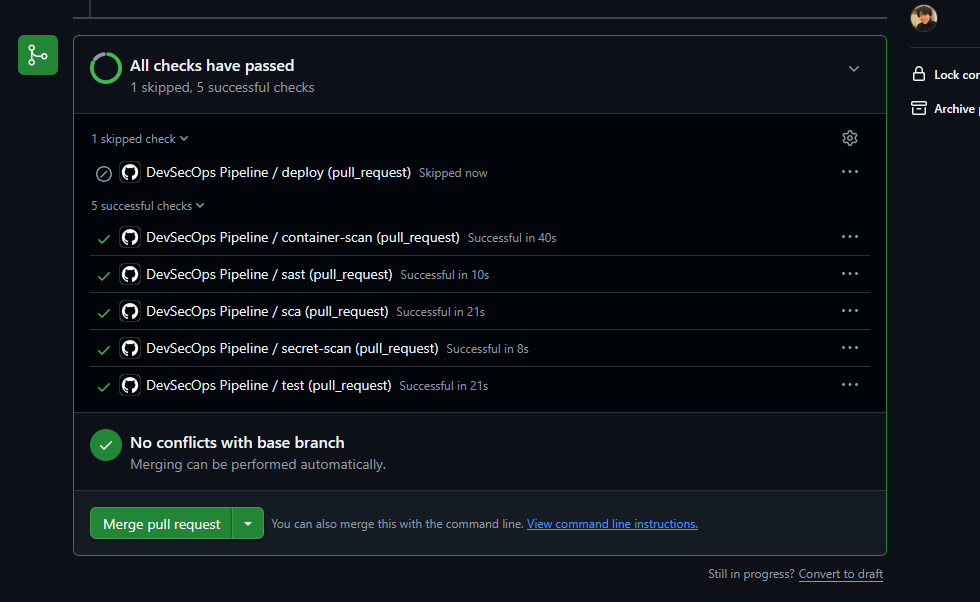 All checks have passed
1 skipped, 5 successful checks
Lock con
Archive p
1 skipped check
DevSecOps Pipeline / deploy (pull_request) Skipped now
5 successful checks
DevSecOps Pipeline / container-scan (pull_request) Successful in 40s
DevSecOps Pipeline / sast (pull_request) Successful in 10s
DevSecOps Pipeline / sca (pull_request) Successful in 21s
DevSecOps Pipeline / secret-scan (pull_request) Successful in 8s
DevSecOps Pipeline / test (pull_request) Successful in 21s
No conflicts with base branch
Merging can be performed automatically.
Merge pull request You can also merge this with the command line. View command line instructions.
Still in progress? Convert to draft